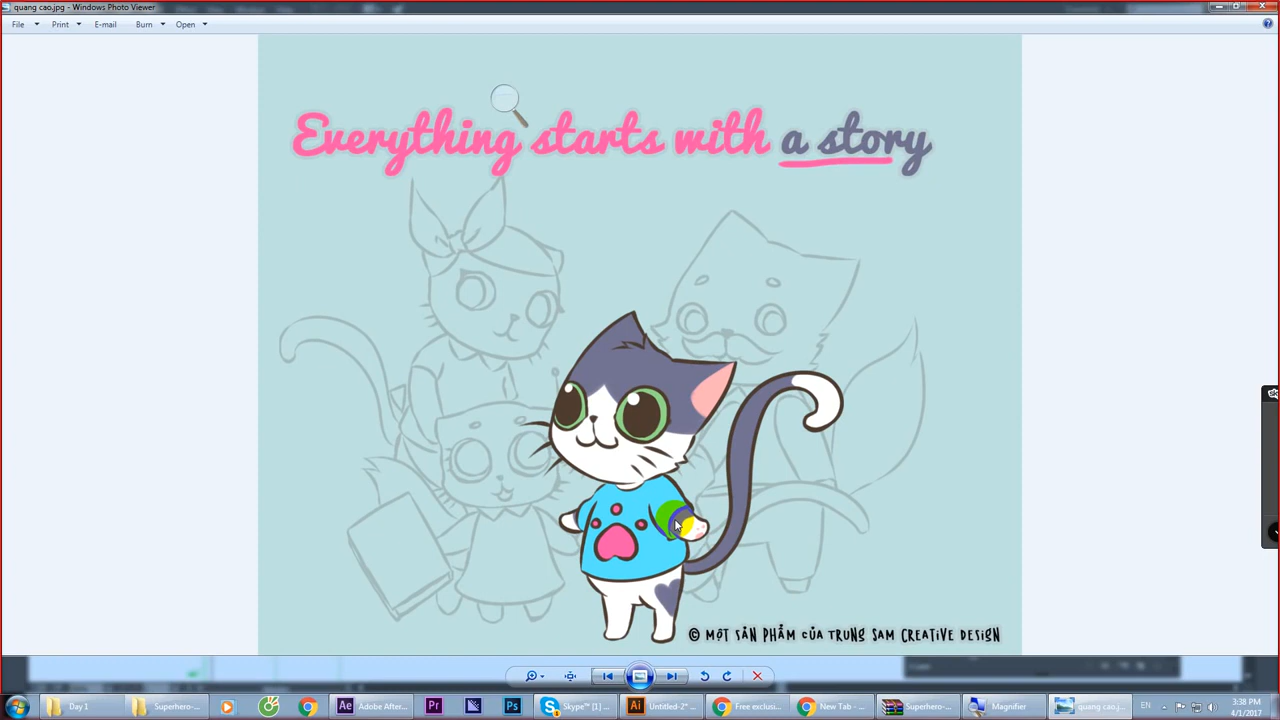 quang cao.jpg - Windows Photo Viewer
File Print E-mail Burn Open
Everything starts with a story
© MỘT SẢN PHẨM CỦA TRUNG SAM CREATIVE DESIGN
Day 1
Superhero-...
Adobe After...
Skype™ [1] ...
Untitled-2* ...
Free exclusi...
New Tab - ...
Superhero-...
Magnifier
quang cao.j...
EN
3:38 PM
4/1/2017